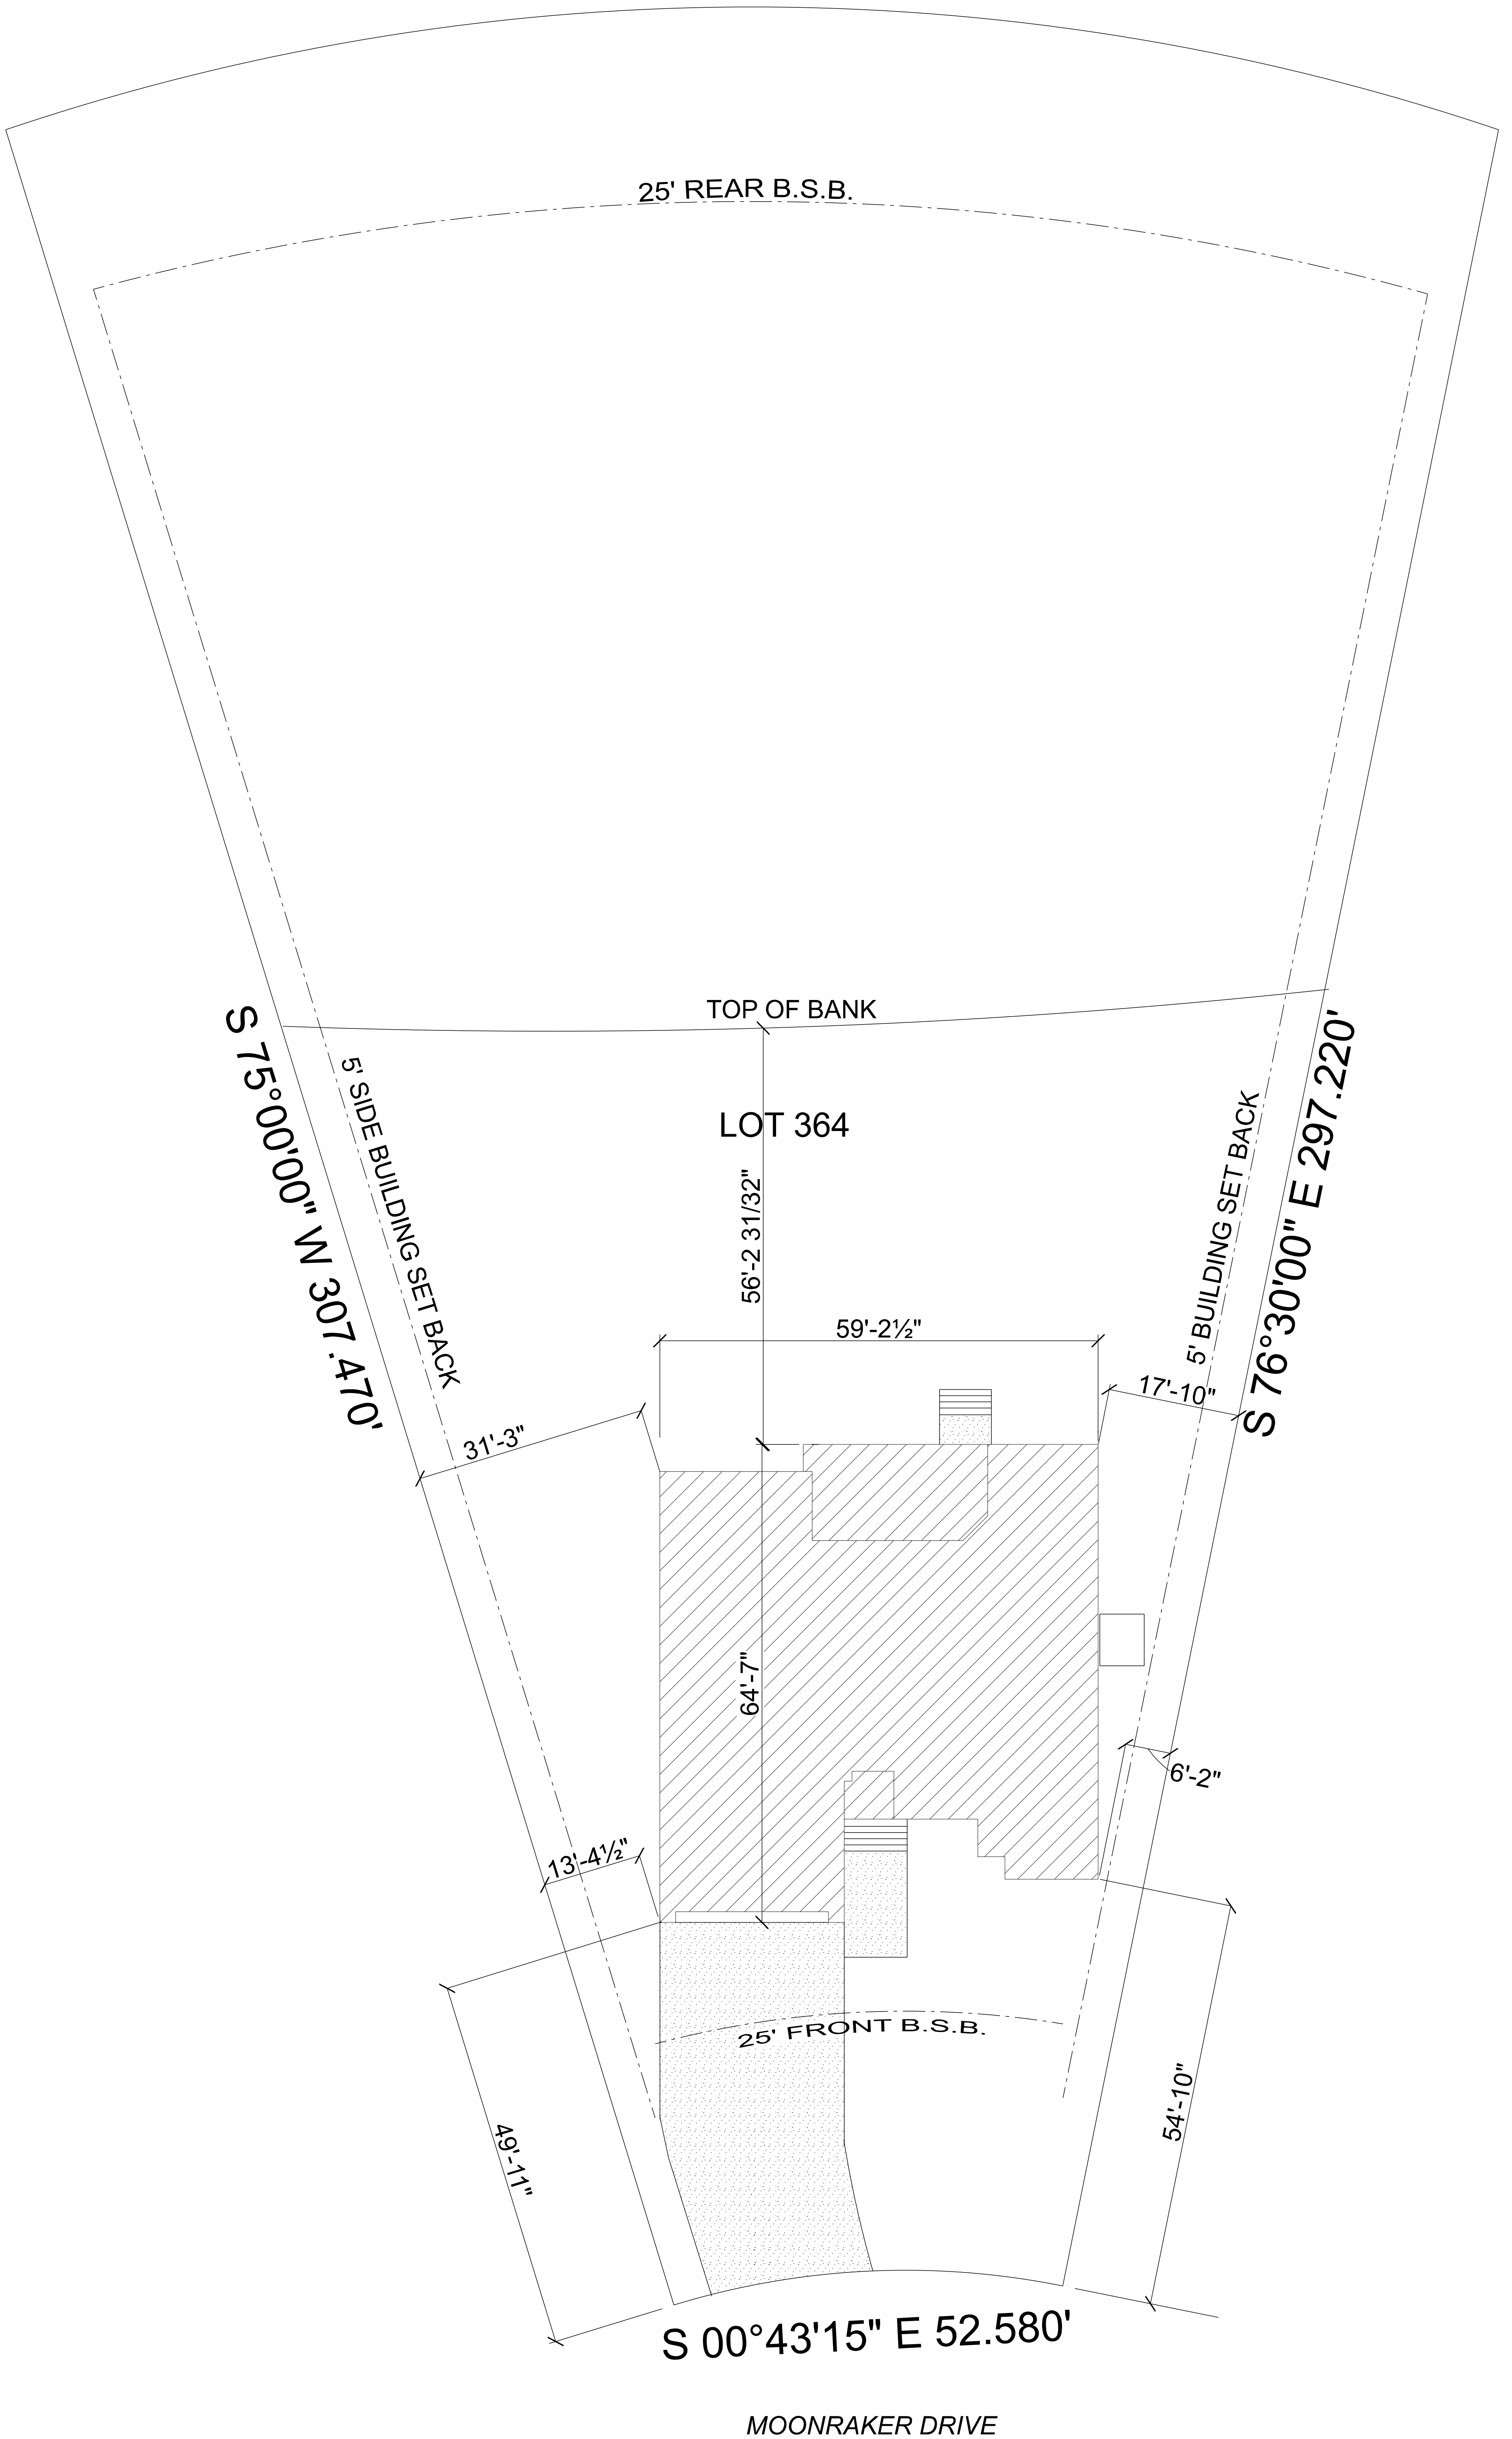 25' REAR B.S.B.
TOP OF BANK
S 75°00'00" W 307.470'
5' SIDE BUILDING SET BACK
LOT 364
56'-2 31/32"
5' BUILDING SET BACK
S 76°30'00" E 297.220'
59'-2½"
17'-10"
31'-3"
64'-7"
6'-2"
13'-4½"
25' FRONT B.S.B.
49'-11"
54'-10"
S 00°43'15" E 52.580'
MOONRAKER DRIVE